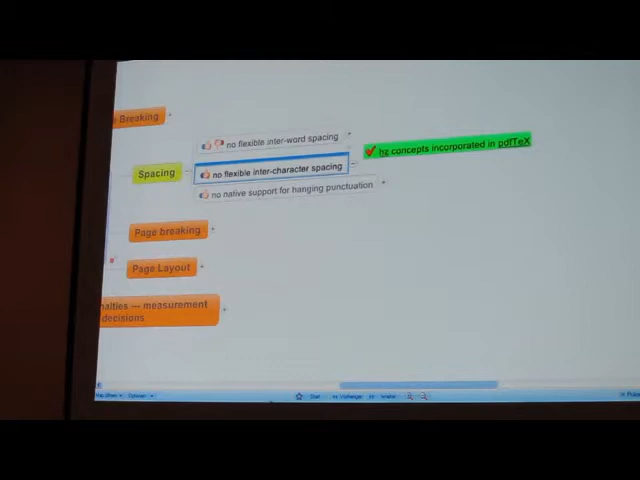 Breaking
no flexible inter-word spacing
hz concepts incorporated in pdfTeX
Spacing
no flexible inter-character spacing
no native support for hanging punctuation
Page breaking
Page Layout
nalties — measurement
decisions
Start